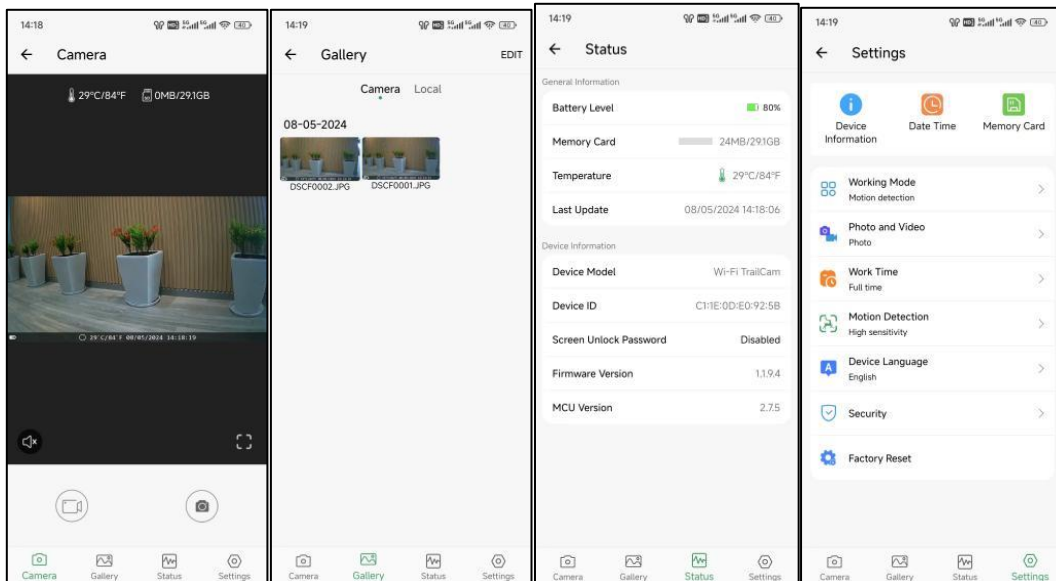 14:18
40
Camera
29°C/84°F 0MB/29.1GB
29°C/84°F 08/05/2024 14:18:19
Camera Gallery Status Settings
14:19
40
Gallery EDIT
Camera Local
08-05-2024
DSCF0002.JPG DSCF0001.JPG
Camera Gallery Status Settings
14:19
40
Status
General Information
Battery Level 80%
Memory Card 24MB/29.1GB
Temperature 29°C/84°F
Last Update 08/05/2024 14:18:06
Device Information
Device Model Wi-Fi TrailCam
Device ID C1:1E:0D:E0:92:5B
Screen Unlock Password Disabled
Firmware Version 1.1.9.4
MCU Version 2.7.5
Camera Gallery Status Settings
14:19
40
Settings
Device Date Time Memory Card
Information
Working Mode
Motion detection
Photo and Video
Photo
Work Time
Full time
Motion Detection
High sensitivity
Device Language
English
Security
Factory Reset
Camera Gallery Status Settings